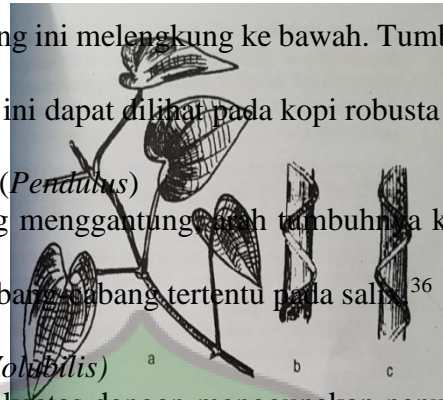 ng ini melengkung ke bawah. Tumb
ini dapat dilihat pada kopi robusta
(Pendulus)
g menggantung, arah tumbuhnya k
bang-cabang tertentu pada salix.36
Volubilis)
a b c